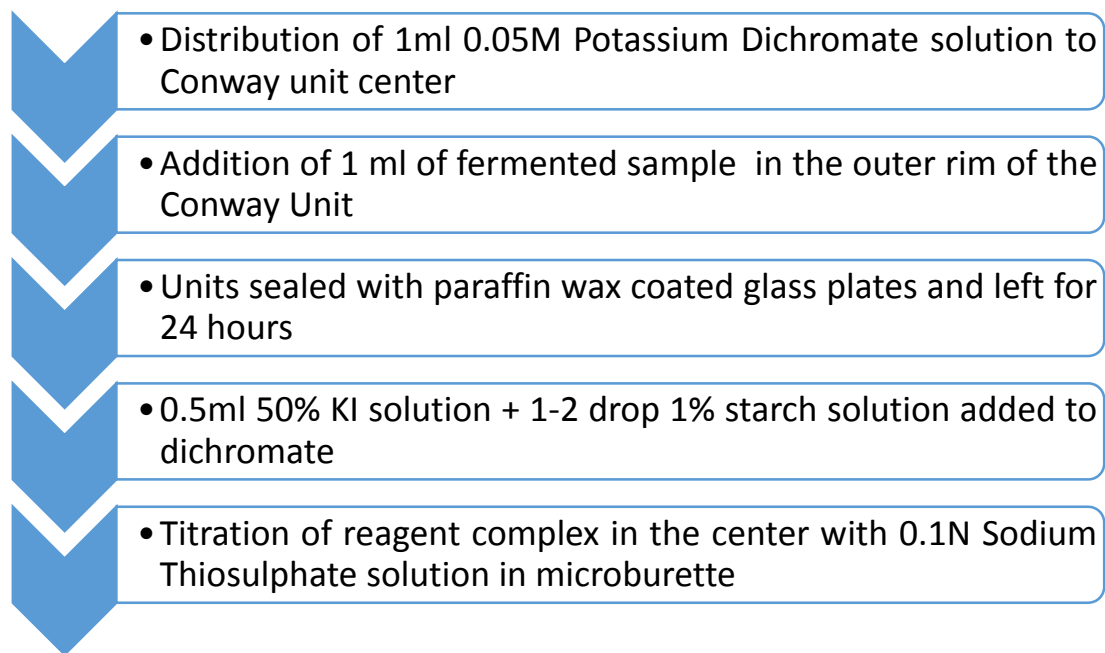 •Distribution of 1ml 0.05M Potassium Dichromate solution to
Conway unit center
•Addition of 1 ml of fermented sample in the outer rim of the
Conway Unit
•Units sealed with paraffin wax coated glass plates and left for
24 hours
•0.5ml 50% KI solution + 1-2 drop 1% starch solution added to
dichromate
•Titration of reagent complex in the center with 0.1N Sodium
Thiosulphate solution in microburette